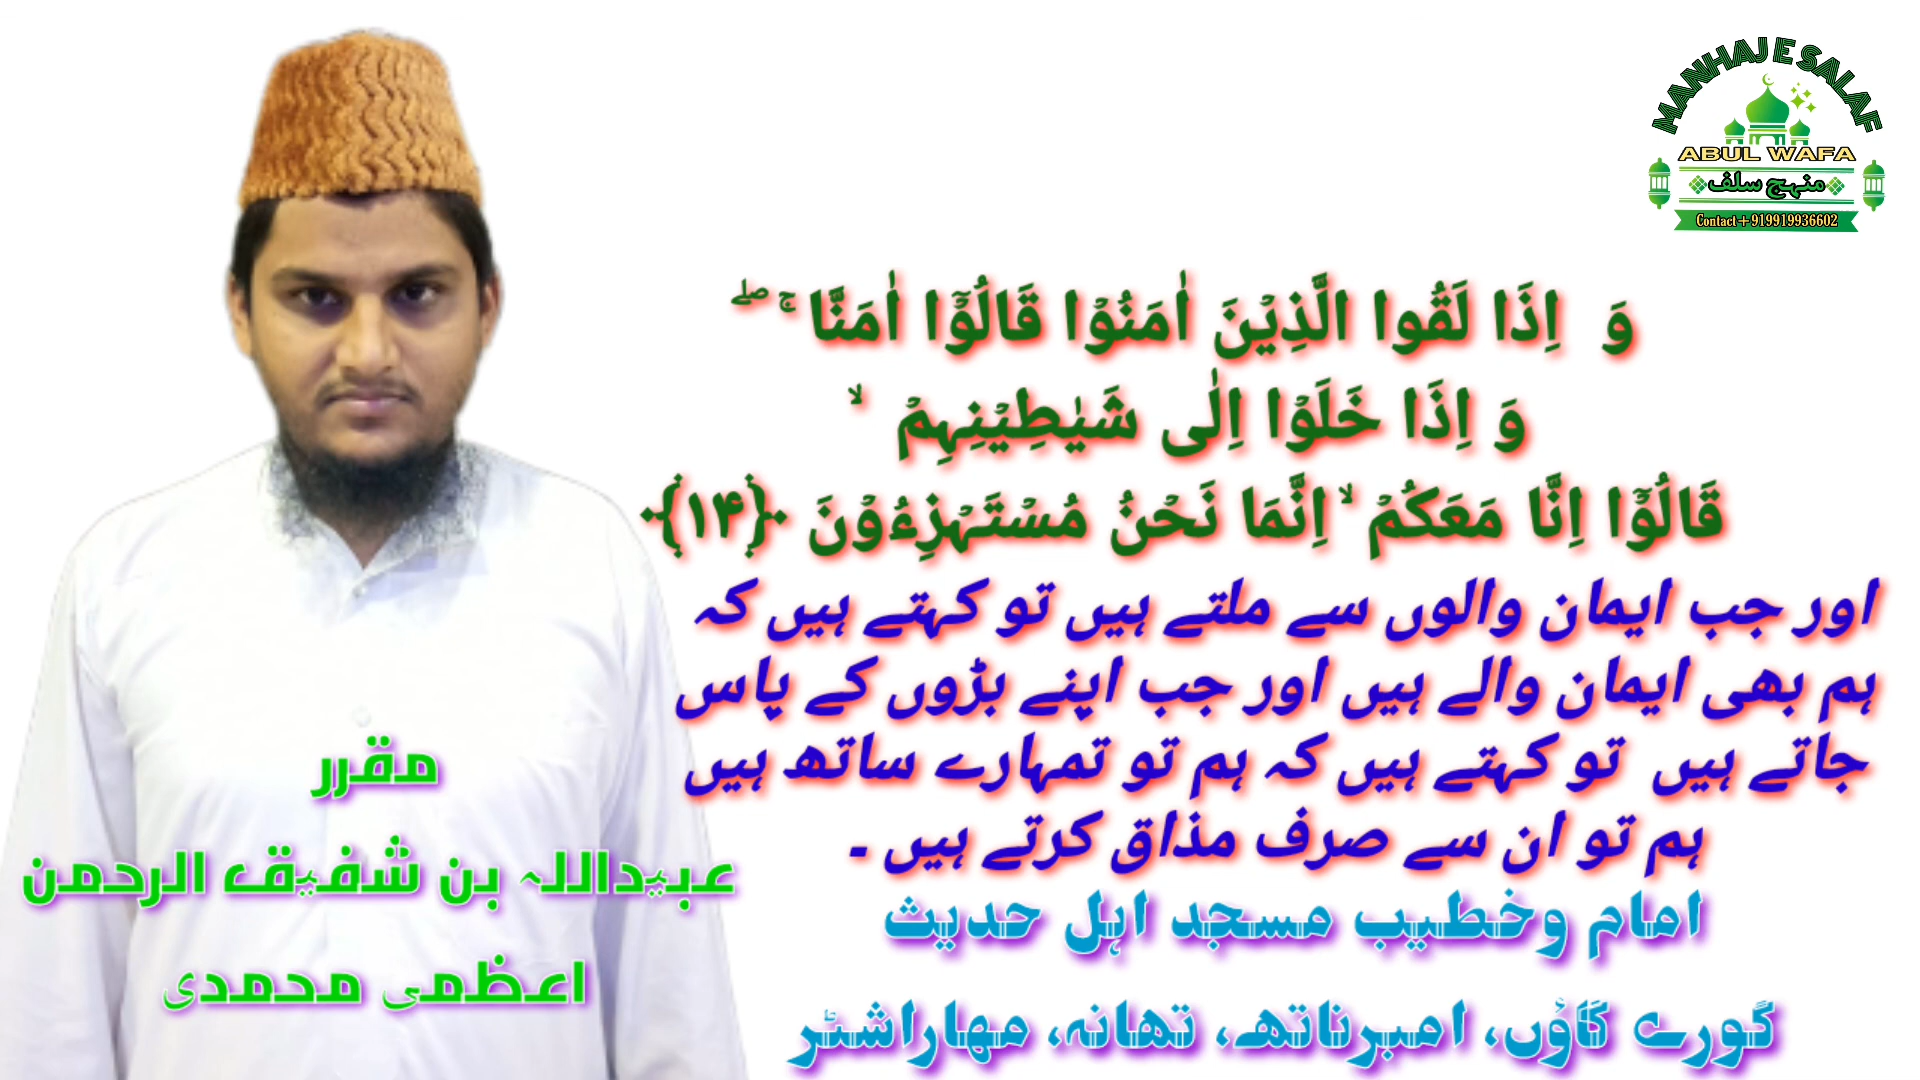 MANHAJ E SALAF
ABUL WAFA
منہج سلف
Contact+919919936602
وَ اِذَا لَقُوا الَّذِیۡنَ اٰمَنُوۡا قَالُوۡۤا اٰمَنَّا ۚۖ
وَ اِذَا خَلَوۡا اِلٰی شَیٰطِیۡنِہِمۡ ۙ
قَالُوۡۤا اِنَّا مَعَکُمۡ ۙ اِنَّمَا نَحۡنُ مُسۡتَہۡزِءُوۡنَ ﴿۱۴﴾
اور جب ایمان والوں سے ملتے ہیں تو کہتے ہیں کہ
ہم بھی ایمان والے ہیں اور جب اپنے بڑوں کے پاس
جاتے ہیں تو کہتے ہیں کہ ہم تو تمہارے ساتھ ہیں
ہم تو ان سے صرف مذاق کرتے ہیں ۔
امام وخطیب مسجد اہل حدیث
گورے گاؤں، امبرناتھ، تھانہ، مہاراشٹر
مقرر
عبیداللہ بن شفیق الرحمن
اعظمی محمدی